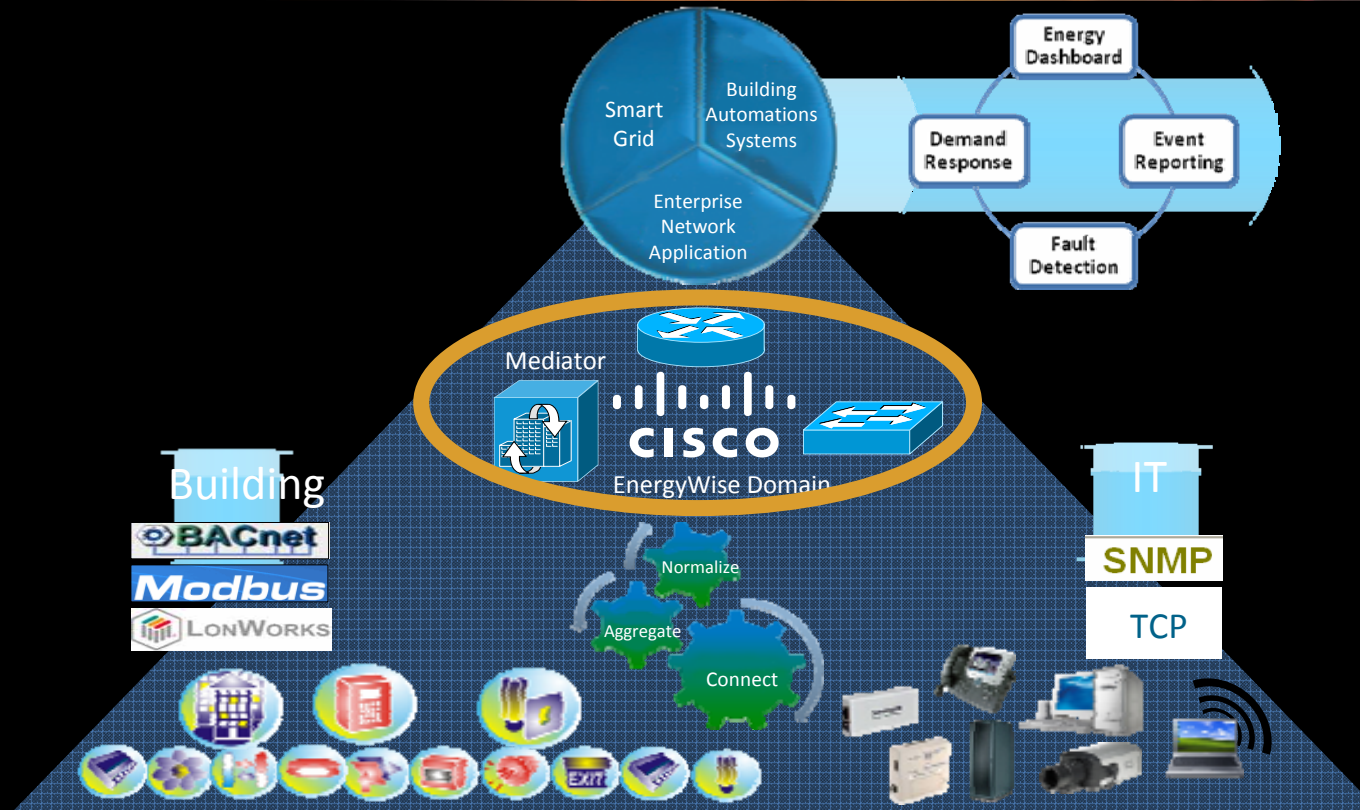 Smart
Grid
Building
Automations
Systems
Enterprise
Network
Application
Energy
Dashboard
Demand
Response
Event
Reporting
Fault
Detection
Mediator
CISCO
EnergyWise Domain
Building
BACnet
Modbus
LONWORKS
IT
SNMP
TCP
Normalize
Aggregate
Connect
EXIT